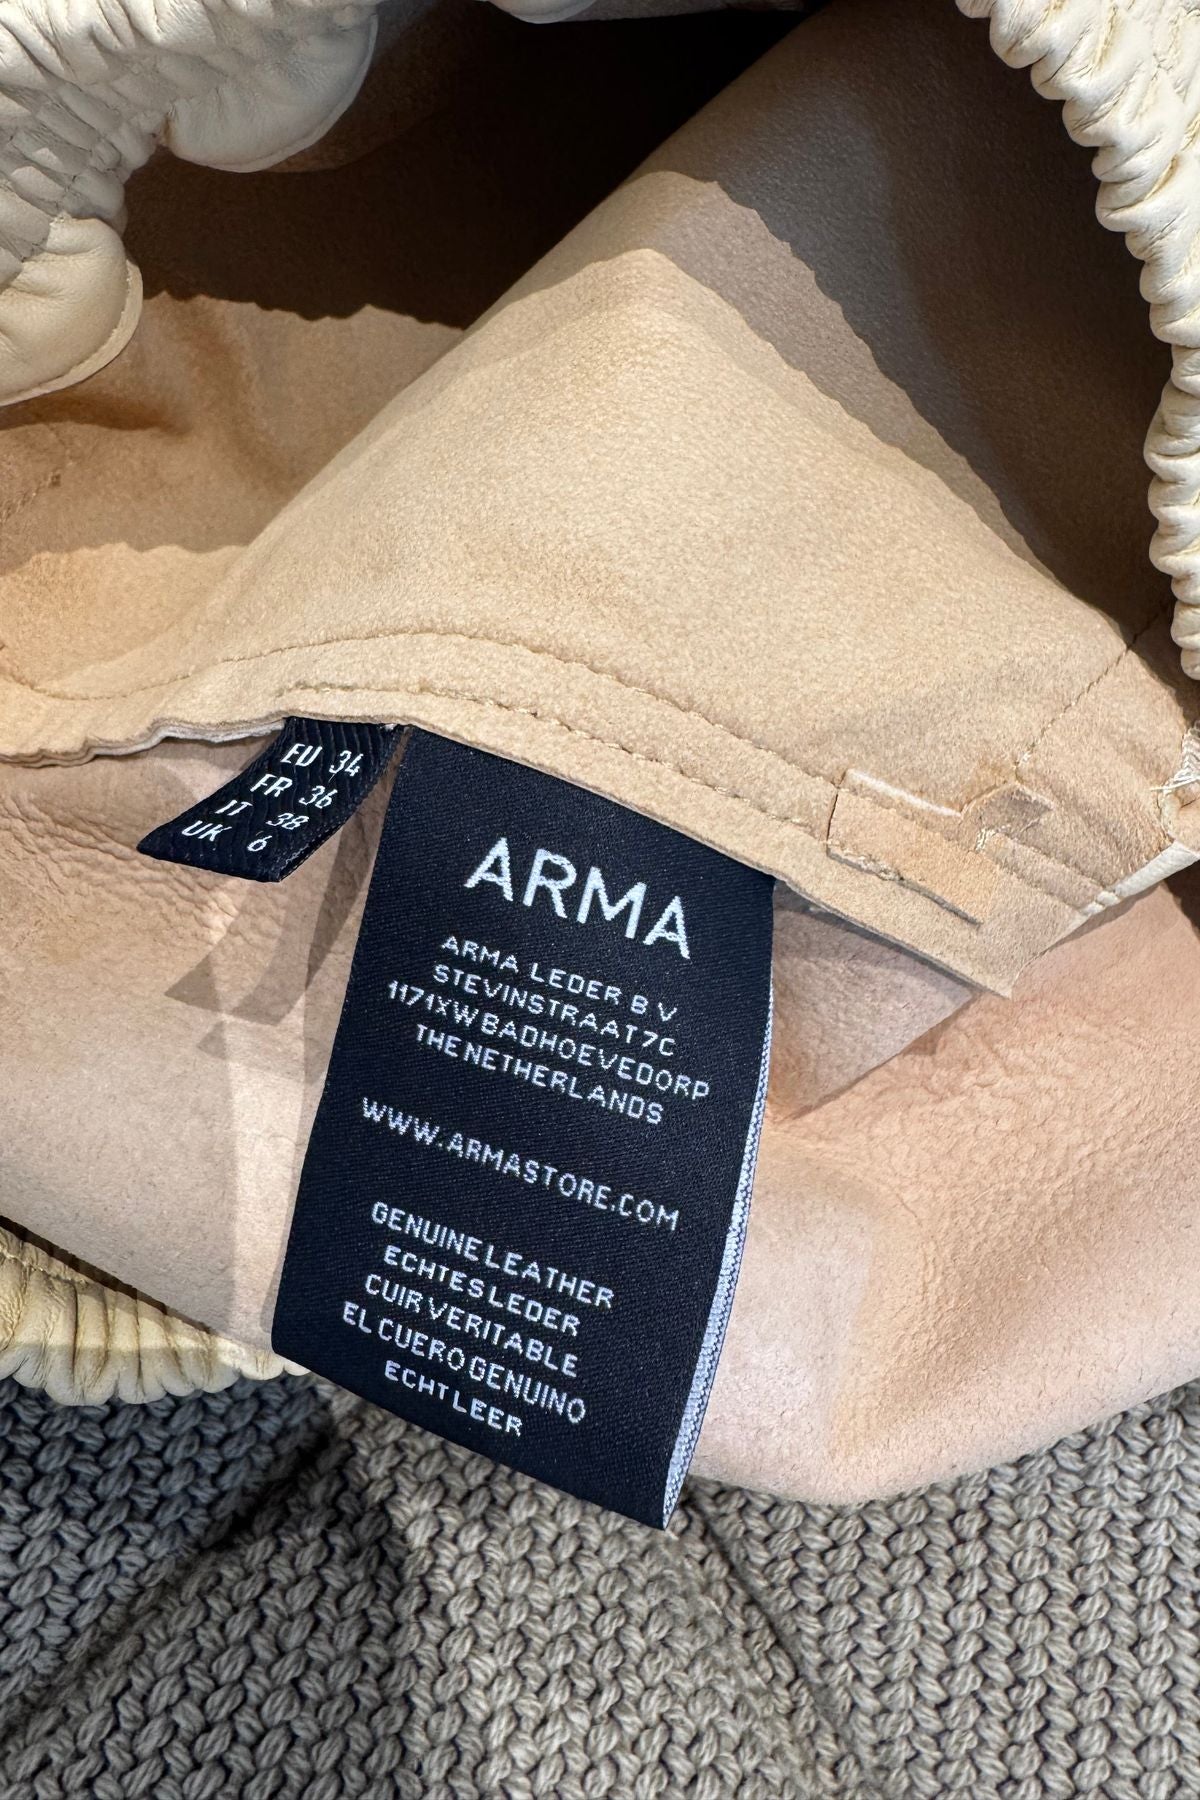 EU 34
FR 36
IT 38
UK 6
ARMA
ARMA LEDER B V
STEVINSTRAAT 7C
1171XW BADHOEVEDORP
THE NETHERLANDS
WWW.ARMASTORE.COM
GENUINE LEATHER
ECHTES LEDER
CUIR VERITABLE
EL CUERO GENUINO
ECHT LEER